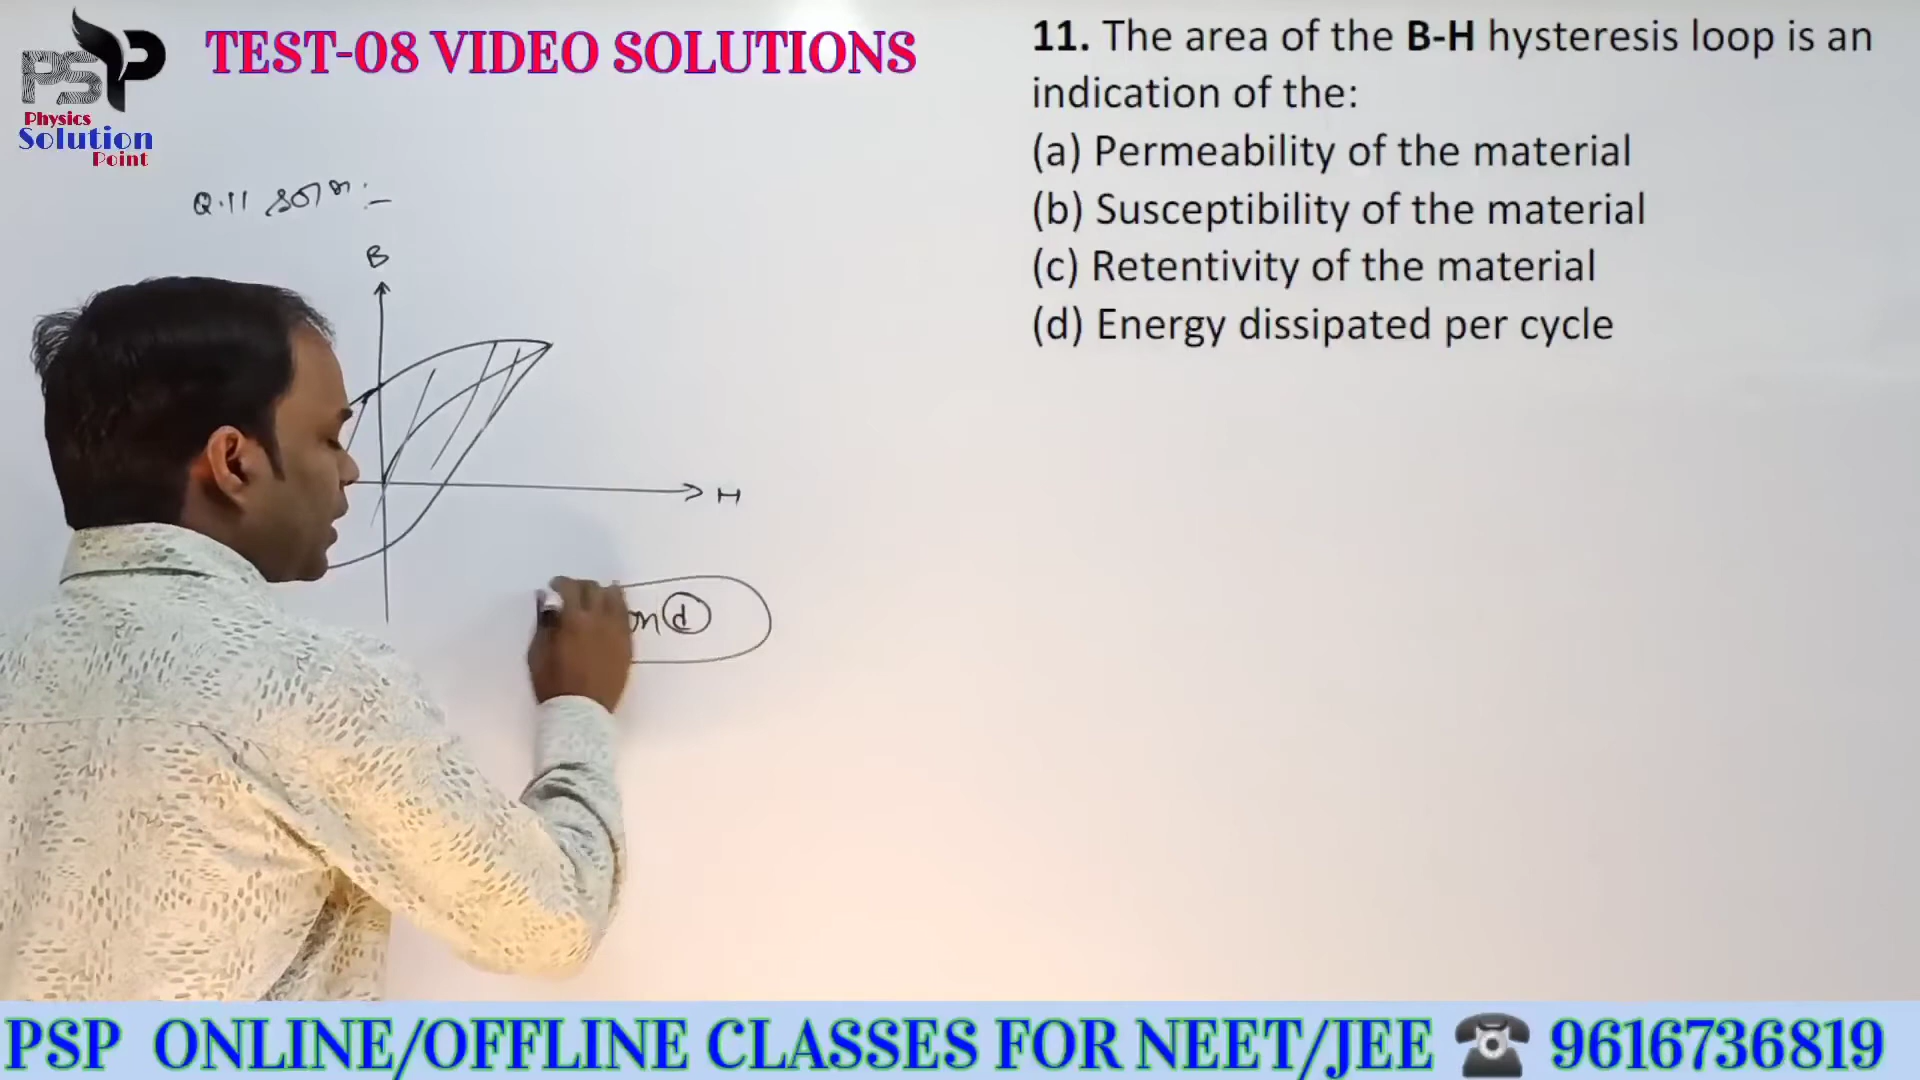 PSP
Physics
Solution
Point
TEST-08 VIDEO SOLUTIONS
11. The area of the B-H hysteresis loop is an
indication of the:
(a) Permeability of the material
(b) Susceptibility of the material
(c) Retentivity of the material
(d) Energy dissipated per cycle
Q.11 solⁿ :-
B
H
on (d)
PSP ONLINE/OFFLINE CLASSES FOR NEET/JEE ☎ 9616736819